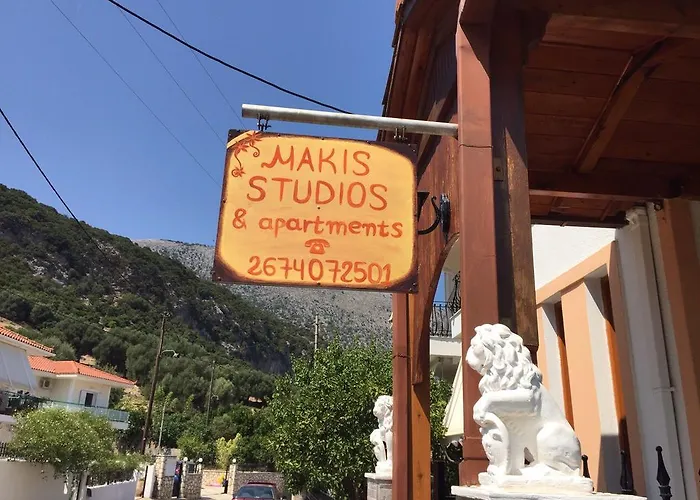 MAKIS
STUDIOS
& apartments
☎
2674072501